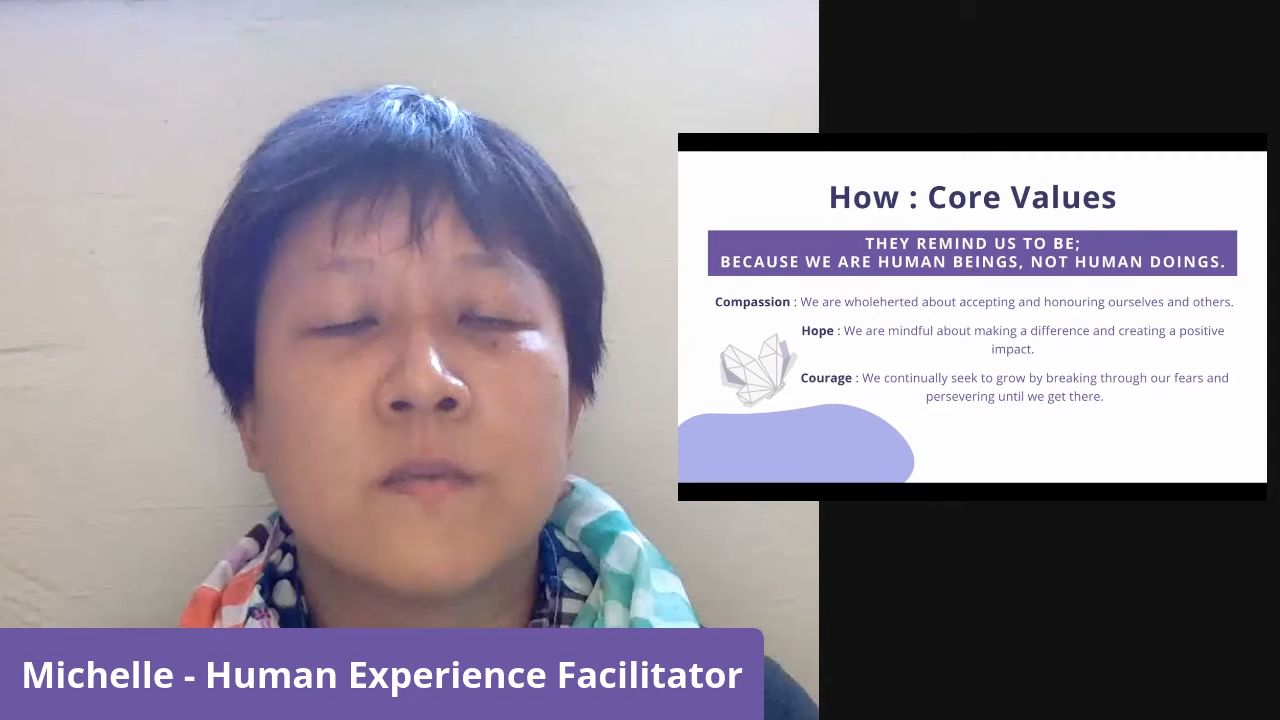 How : Core Values
THEY REMIND US TO BE;
BECAUSE WE ARE HUMAN BEINGS, NOT HUMAN DOINGS.
Compassion : We are wholeherted about accepting and honouring ourselves and others.
Hope : We are mindful about making a difference and creating a positive
impact.
Courage : We continually seek to grow by breaking through our fears and
persevering until we get there.
Michelle - Human Experience Facilitator